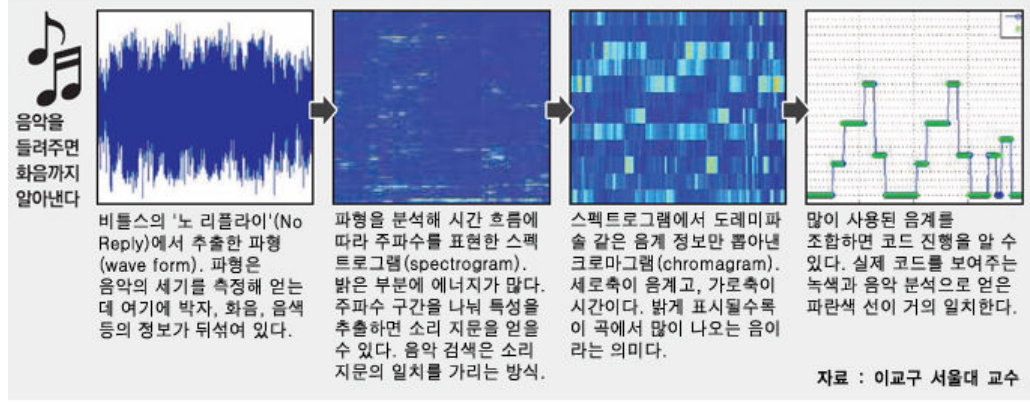 음악을
들려주면
화음까지
알아낸다
비틀스의 '노 리플라이'(No
Reply)에서 추출한 파형
(wave form). 파형은
음악의 세기를 측정해 얻는
데 여기에 박자, 화음, 음색
등의 정보가 뒤섞여 있다.
파형을 분석해 시간 흐름에
따라 주파수를 표현한 스펙
트로그램(spectrogram).
밝은 부분에 에너지가 많다.
주파수 구간을 나눠 특성을
추출하면 소리 지문을 얻을
수 있다. 음악 검색은 소리
지문의 일치를 가리는 방식.
스펙트로그램에서 도레미파
솔 같은 음계 정보만 뽑아낸
크로마그램(chromagram).
세로축이 음계고, 가로축이
시간이다. 밝게 표시될수록
이 곡에서 많이 나오는 음이
라는 의미다.
많이 사용된 음계를
조합하면 코드 진행을 알 수
있다. 실제 코드를 보여주는
녹색과 음악 분석으로 얻은
파란색 선이 거의 일치한다.
자료 : 이교구 서울대 교수